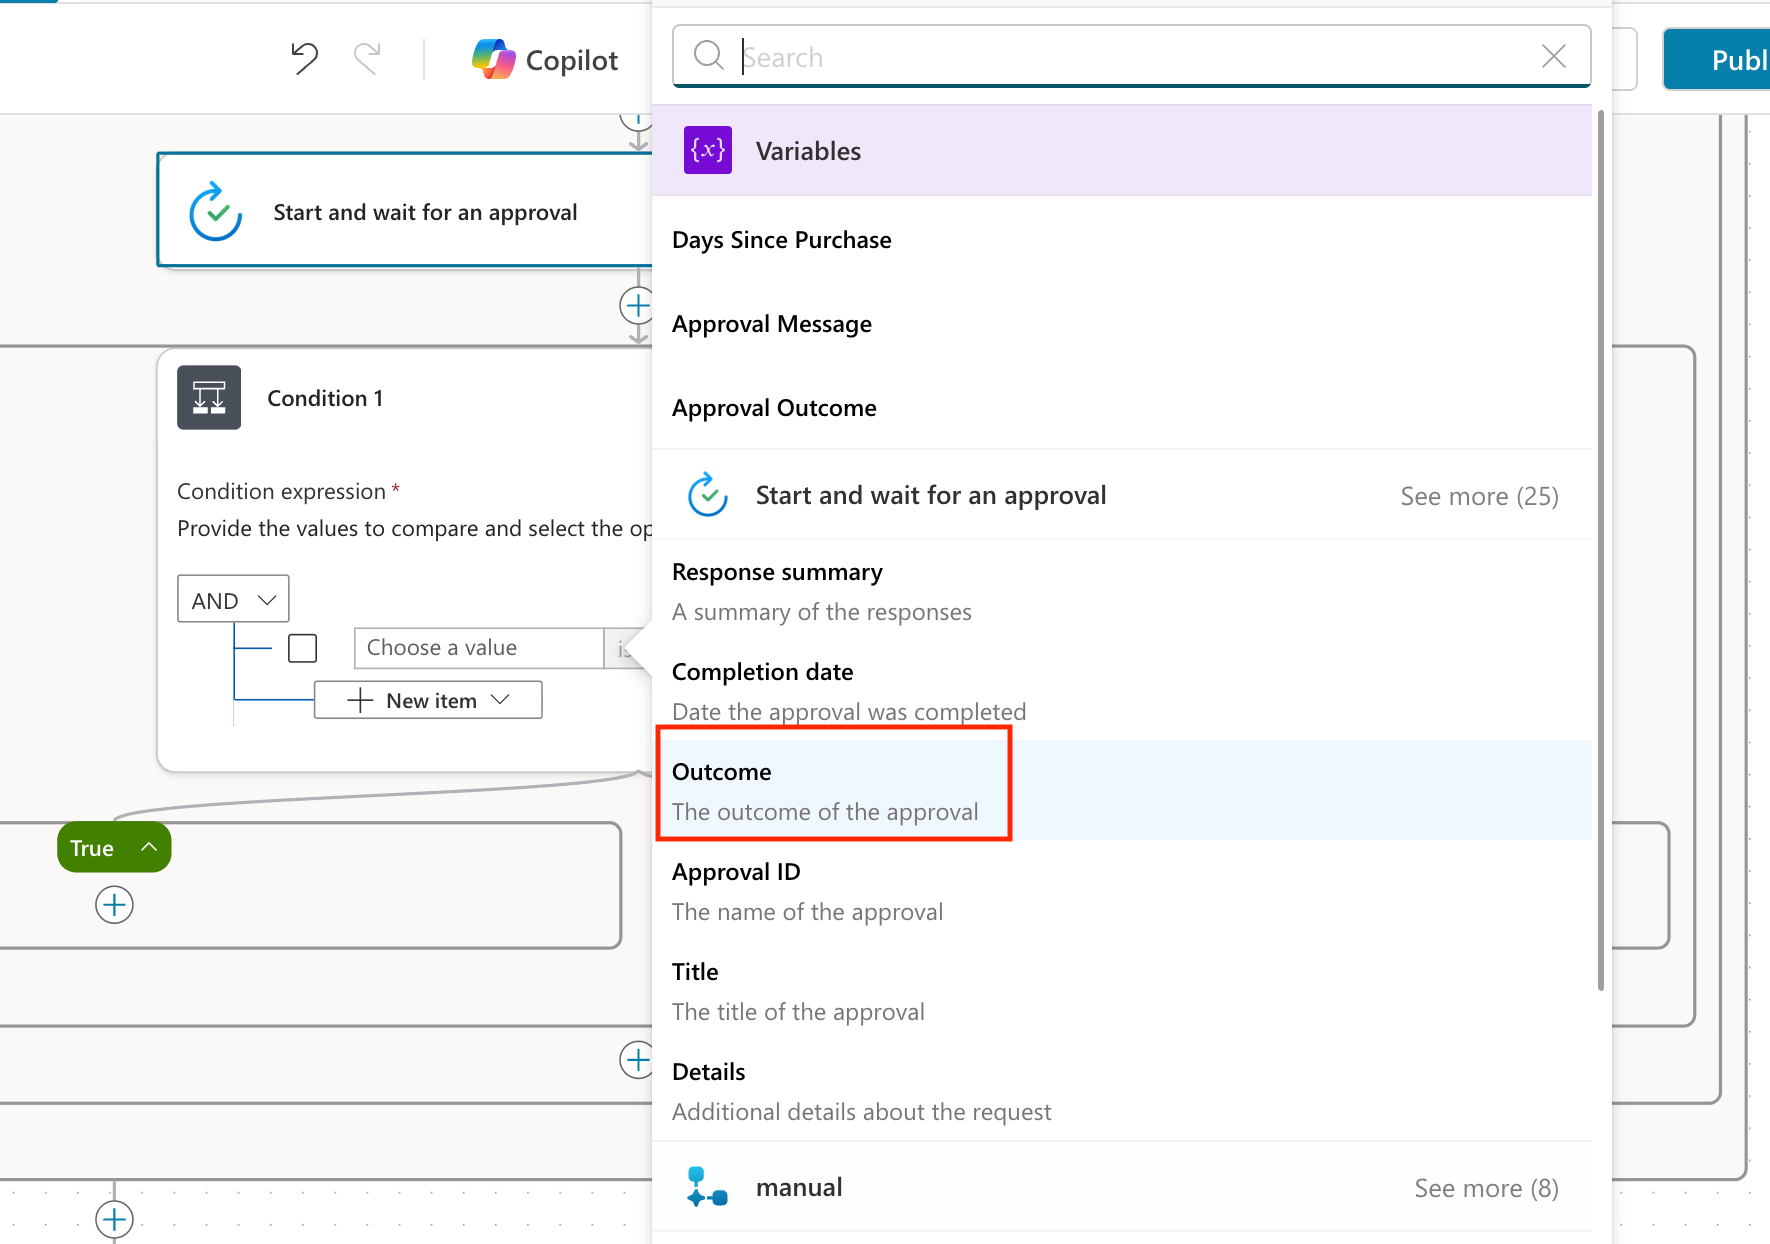 Copilot
Search
Publ
{x} Variables
Start and wait for an approval
Days Since Purchase
Approval Message
Approval Outcome
Condition 1
Condition expression *
Provide the values to compare and select the op
AND
Choose a value
is
New item
True
Start and wait for an approval See more (25)
Response summary
A summary of the responses
Completion date
Date the approval was completed
Outcome
The outcome of the approval
Approval ID
The name of the approval
Title
The title of the approval
Details
Additional details about the request
manual See more (8)